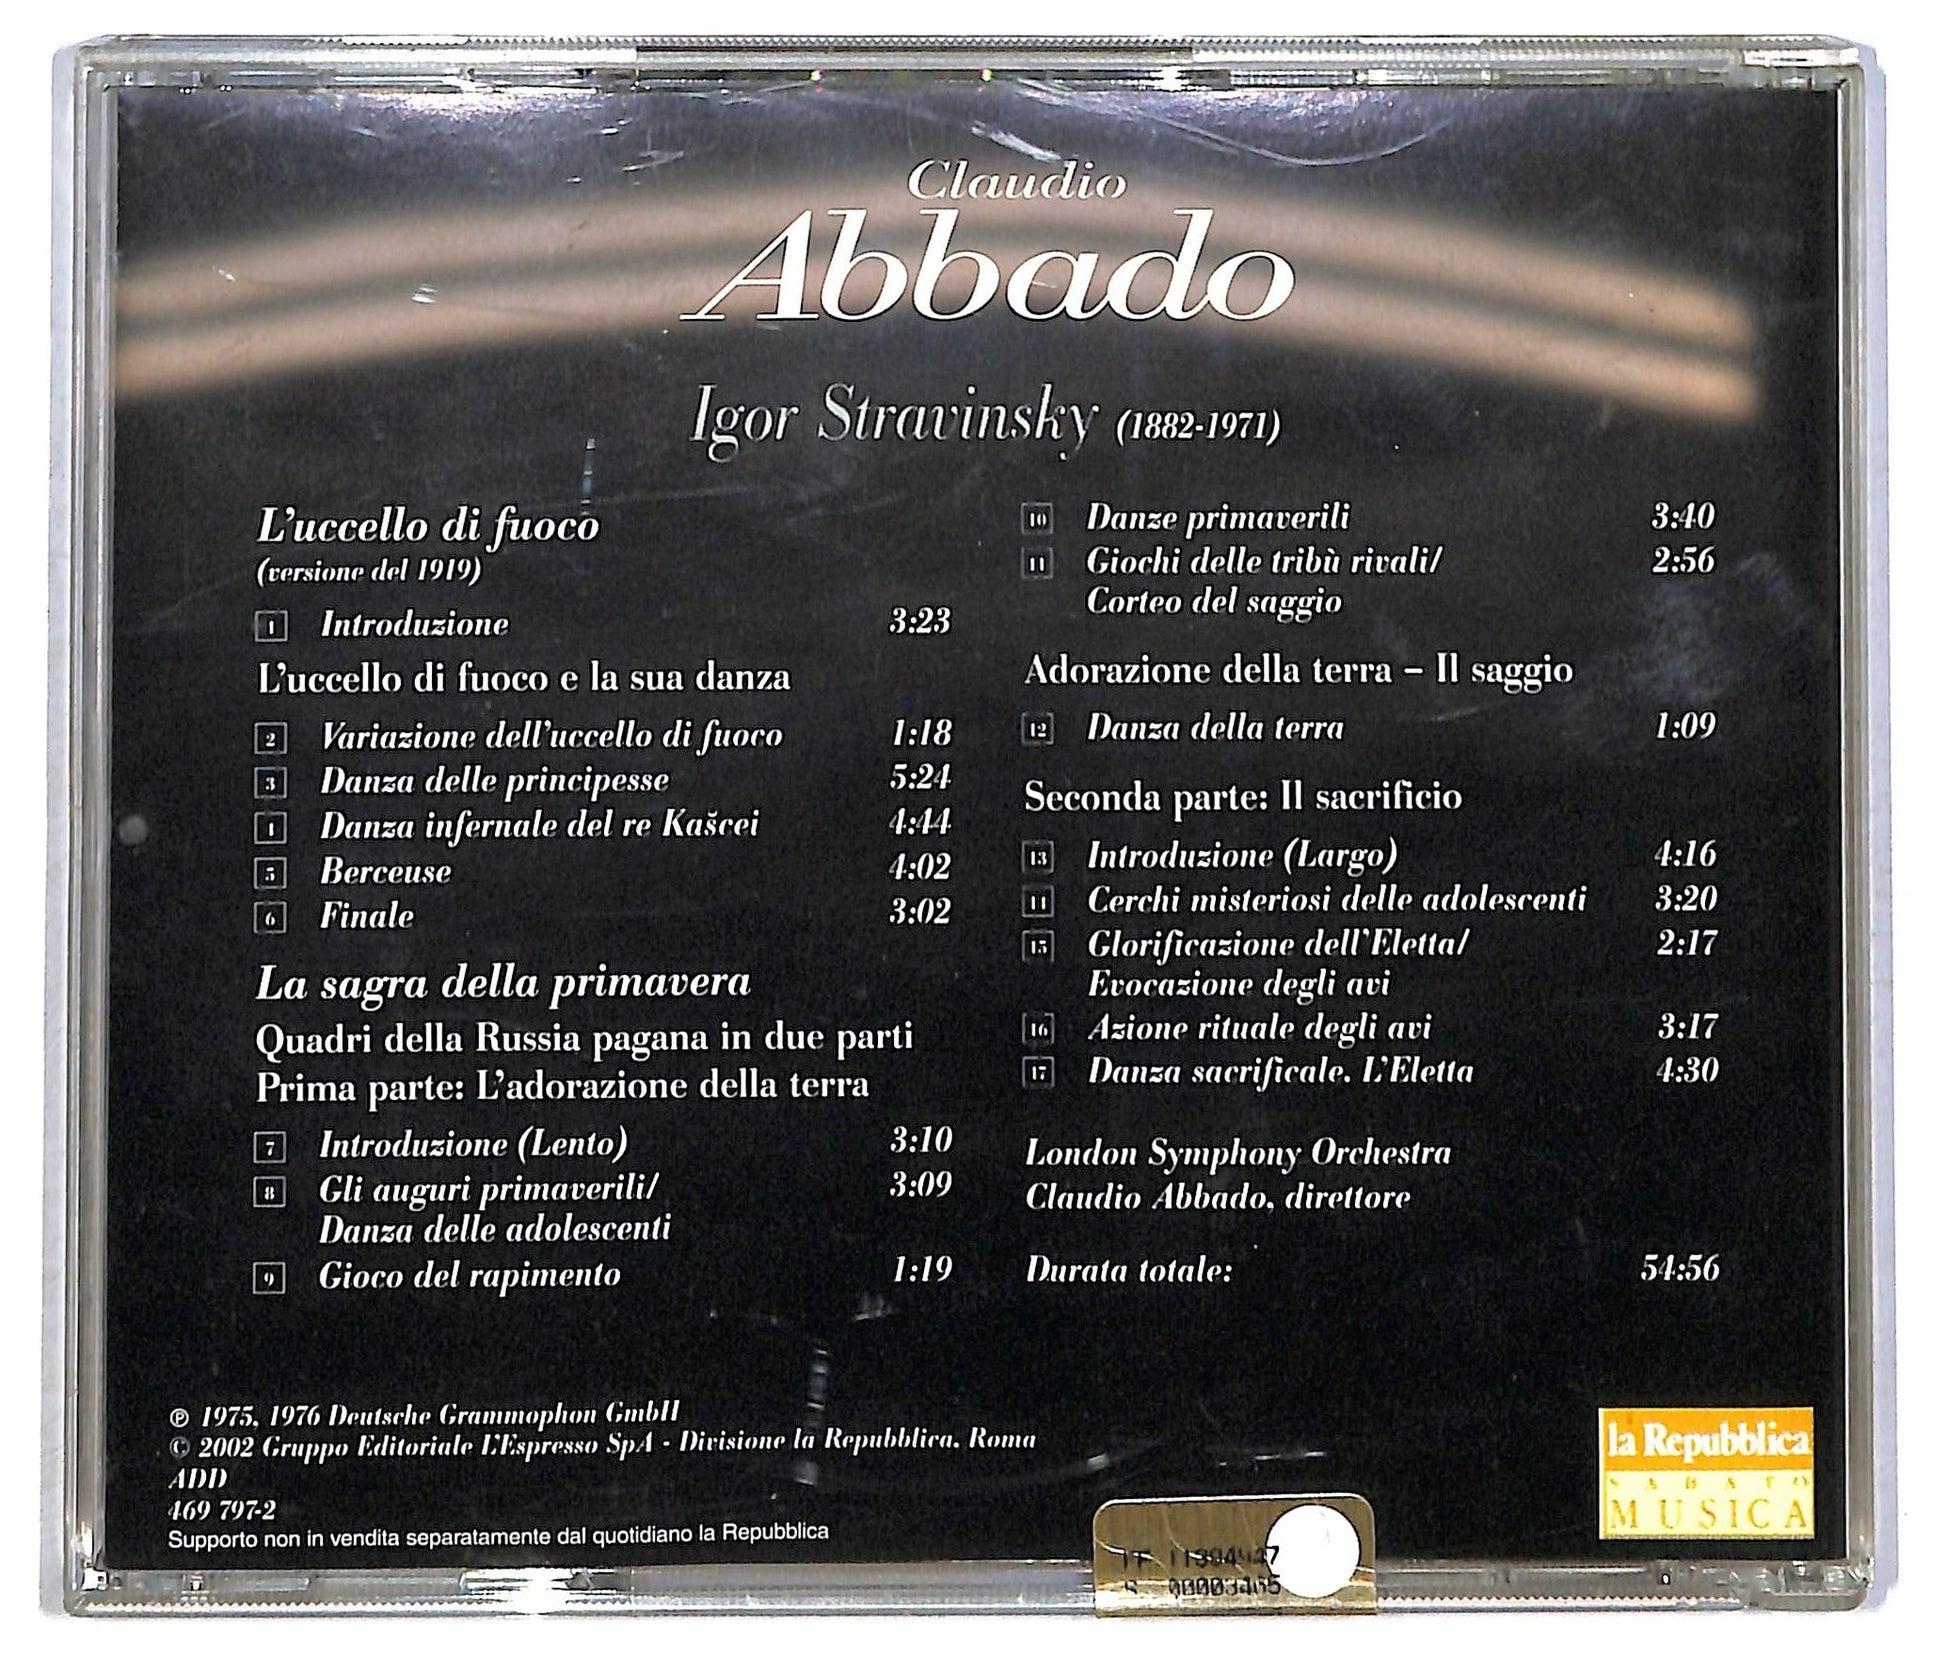 Claudio
Abbado
Igor Stravinsky (1882-1971)
L'uccello di fuoco
(versione del 1919)
1 Introduzione 3:23
L'uccello di fuoco e la sua danza
2 Variazione dell'uccello di fuoco 1:18
3 Danza delle principesse 5:24
4 Danza infernale del re Kašcei 4:44
5 Berceuse 4:02
6 Finale 3:02
La sagra della primavera
Quadri della Russia pagana in due parti
Prima parte: L'adorazione della terra
7 Introduzione (Lento) 3:10
8 Gli auguri primaverili/ 3:09
Danza delle adolescenti
9 Gioco del rapimento 1:19
10 Danze primaverili 3:40
11 Giochi delle tribù rivali/ 2:56
Corteo del saggio
Adorazione della terra – Il saggio
12 Danza della terra 1:09
Seconda parte: Il sacrificio
13 Introduzione (Largo) 4:16
14 Cerchi misteriosi delle adolescenti 3:20
15 Glorificazione dell'Eletta/ 2:17
Evocazione degli avi
16 Azione rituale degli avi 3:17
17 Danza sacrificale. L'Eletta 4:30
London Symphony Orchestra
Claudio Abbado, direttore
Durata totale: 54:56
℗ 1975, 1976 Deutsche Grammophon GmbH
© 2002 Gruppo Editoriale L'Espresso SpA - Divisione la Repubblica. Roma
ADD
469 797-2
Supporto non in vendita separatamente dal quotidiano la Repubblica
la Repubblica
SABATO
MUSICA